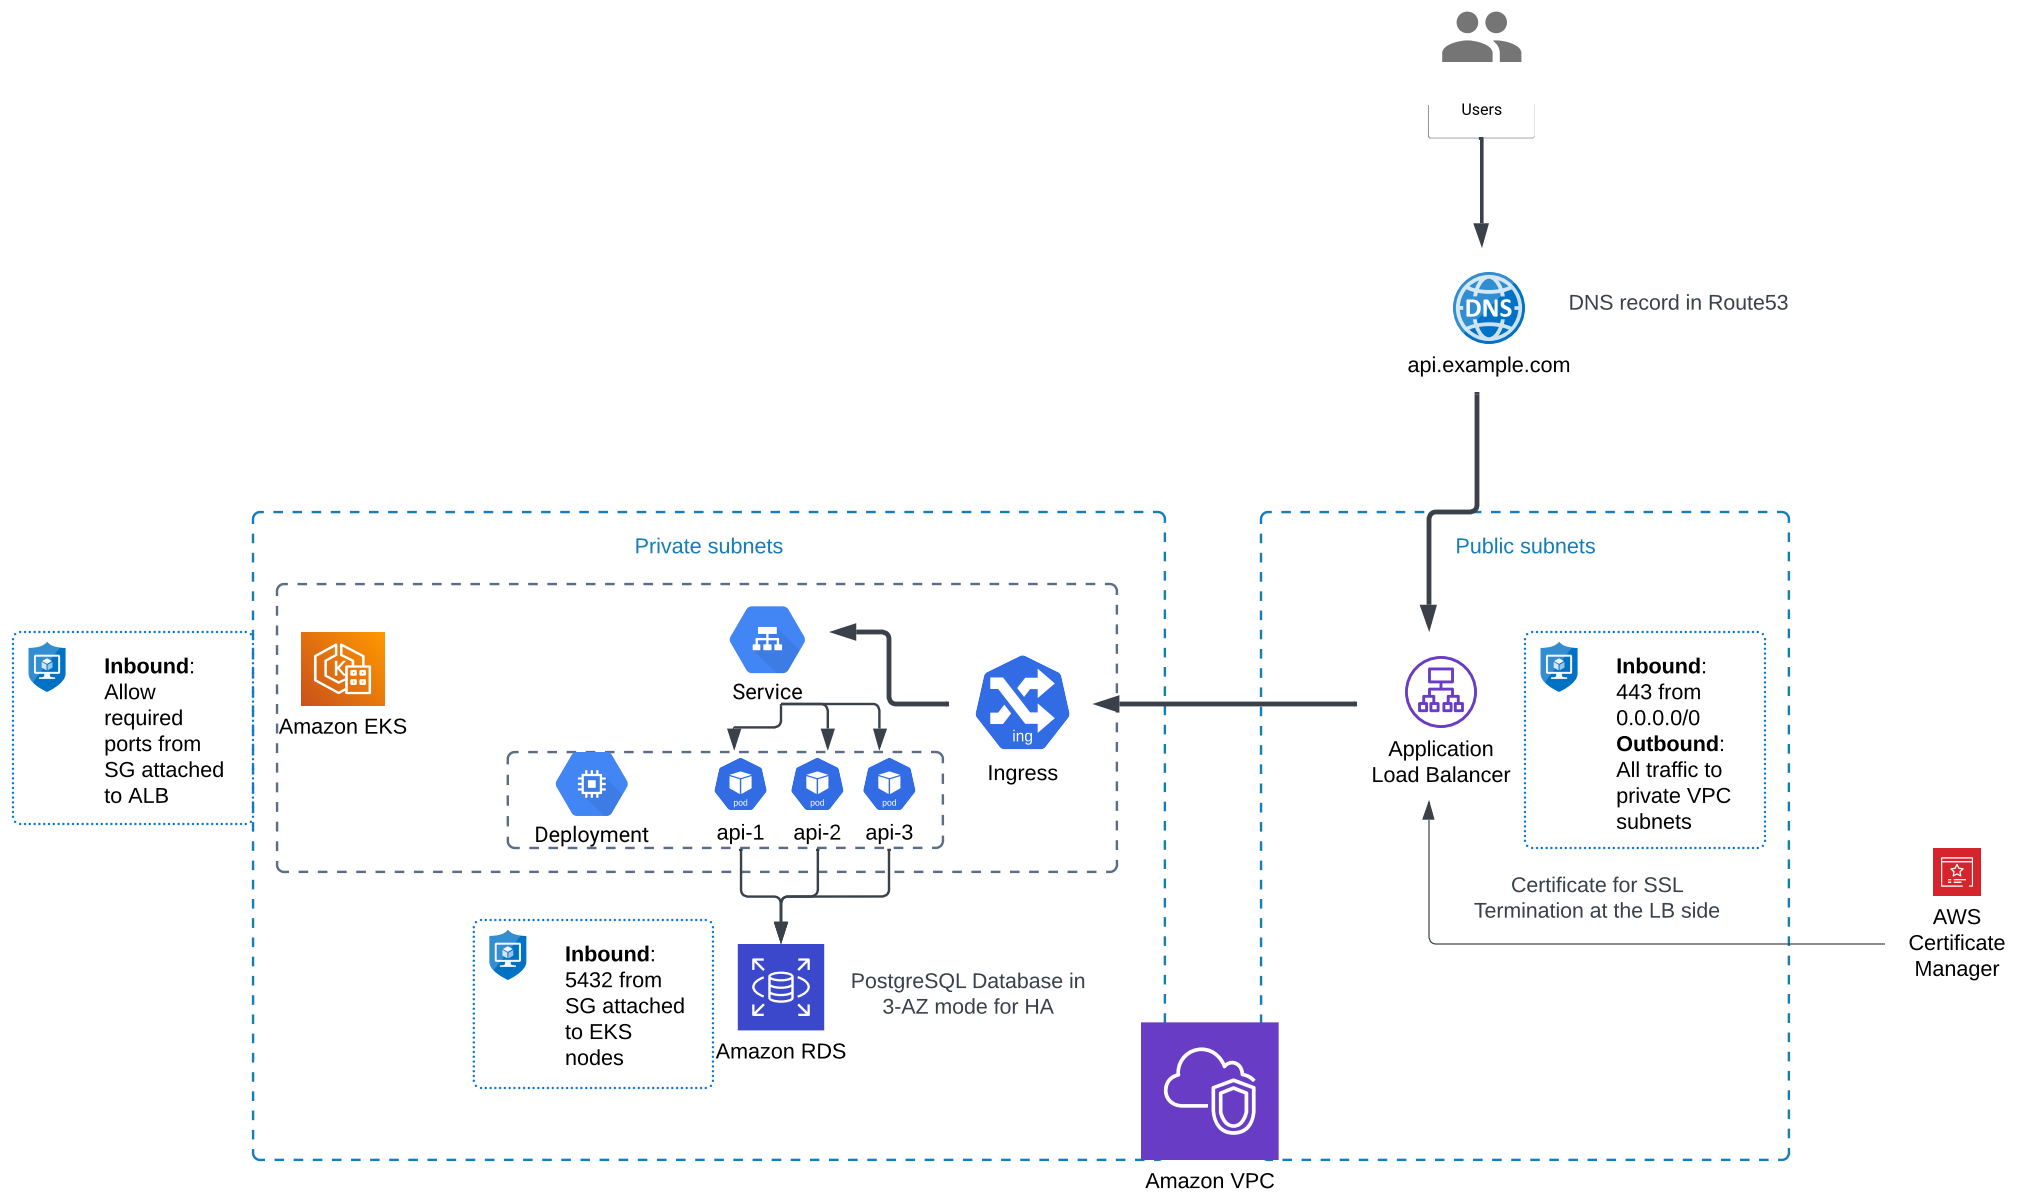 Users
DNS
DNS record in Route53
api.example.com
Private subnets
Public subnets
Inbound:
Allow
required
ports from
SG attached
to ALB
K
Amazon EKS
Service
ing
Ingress
Application
Load Balancer
Inbound:
443 from
0.0.0.0/0
Outbound:
All traffic to
private VPC
subnets
Deployment
pod
api-1
pod
api-2
pod
api-3
Certificate for SSL
Termination at the LB side
AWS
Certificate
Manager
Inbound:
5432 from
SG attached
to EKS
nodes
Amazon RDS
PostgreSQL Database in
3-AZ mode for HA
Amazon VPC